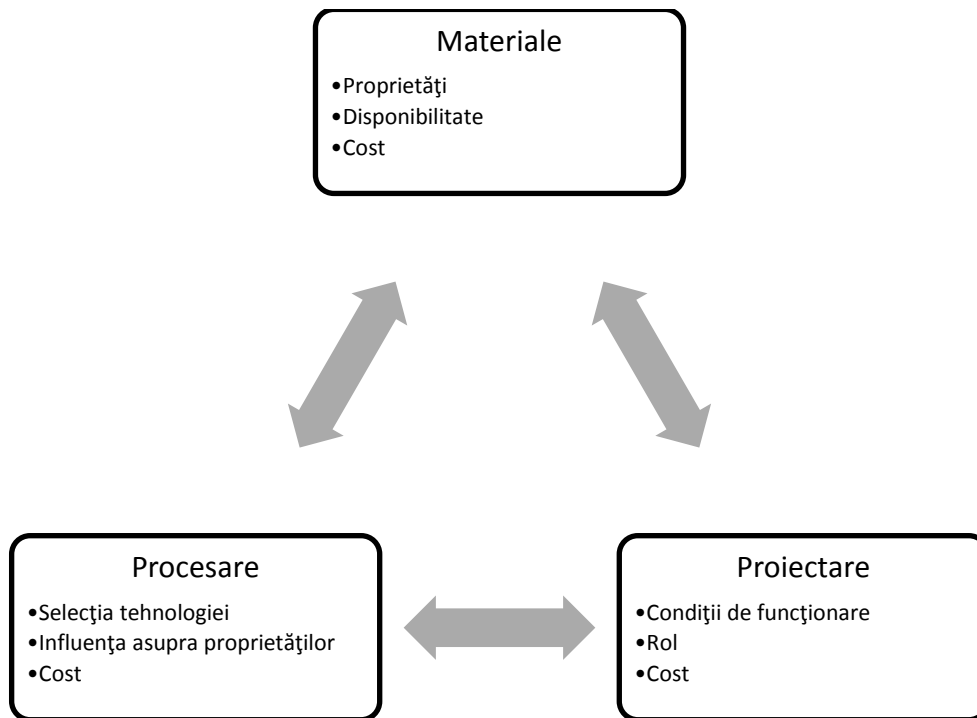 Materiale
•Proprietăţi
•Disponibilitate
•Cost
Procesare
•Selecţia tehnologiei
•Influenţa asupra proprietăţilor
•Cost
Proiectare
•Condiţii de funcţionare
•Rol
•Cost